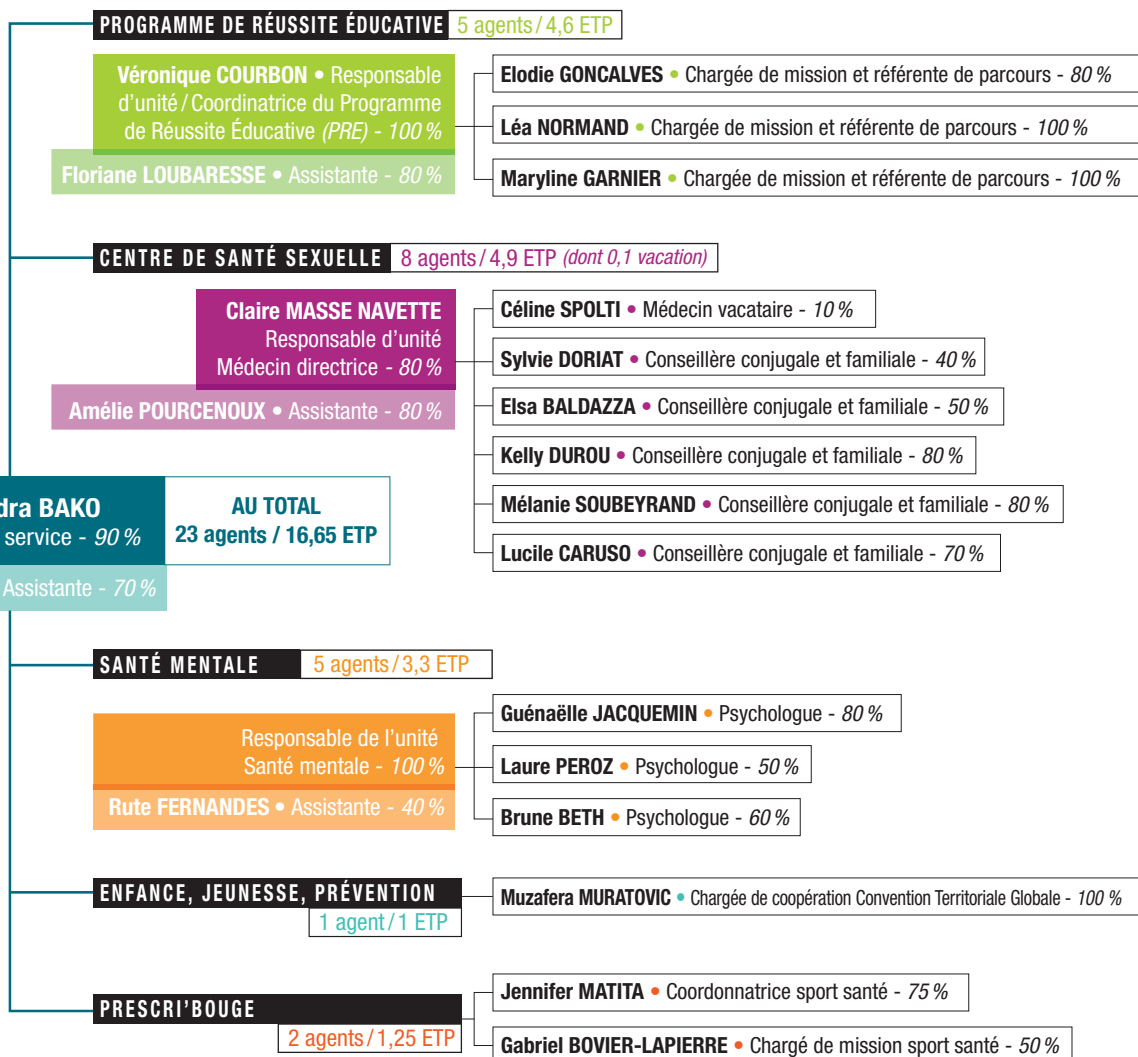 PROGRAMME DE RÉUSSITE ÉDUCATIVE 5 agents / 4,6 ETP
Véronique COURBON • Responsable
d'unité / Coordinatrice du Programme
de Réussite Éducative (PRE) - 100 %
Floriane LOUBARESSE • Assistante - 80 %
Elodie GONCALVES • Chargée de mission et référente de parcours - 80 %
Léa NORMAND • Chargée de mission et référente de parcours - 100 %
Maryline GARNIER • Chargée de mission et référente de parcours - 100 %
CENTRE DE SANTÉ SEXUELLE 8 agents / 4,9 ETP (dont 0,1 vacation)
Claire MASSE NAVETTE
Responsable d'unité
Médecin directrice - 80 %
Amélie POURCENOUX • Assistante - 80 %
Céline SPOLTI • Médecin vacataire - 10 %
Sylvie DORIAT • Conseillère conjugale et familiale - 40 %
Elsa BALDAZZA • Conseillère conjugale et familiale - 50 %
Kelly DUROU • Conseillère conjugale et familiale - 80 %
Mélanie SOUBEYRAND • Conseillère conjugale et familiale - 80 %
Lucile CARUSO • Conseillère conjugale et familiale - 70 %
dra BAKO
service - 90 %
Assistante - 70 %
AU TOTAL
23 agents / 16,65 ETP
SANTÉ MENTALE 5 agents / 3,3 ETP
Responsable de l'unité
Santé mentale - 100 %
Rute FERNANDES • Assistante - 40 %
Guénaëlle JACQUEMIN • Psychologue - 80 %
Laure PEROZ • Psychologue - 50 %
Brune BETH • Psychologue - 60 %
ENFANCE, JEUNESSE, PRÉVENTION
1 agent / 1 ETP
Muzafera MURATOVIC • Chargée de coopération Convention Territoriale Globale - 100 %
PRESCRI'BOUGE
2 agents / 1,25 ETP
Jennifer MATITA • Coordonnatrice sport santé - 75 %
Gabriel BOVIER-LAPIERRE • Chargé de mission sport santé - 50 %